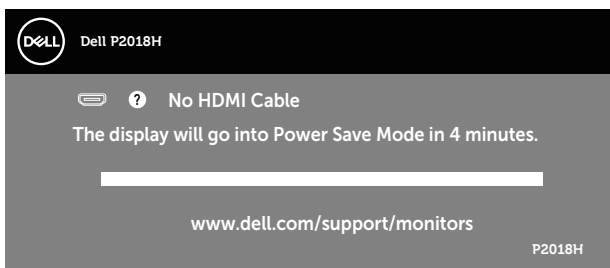 DELL
Dell P2018H
? No HDMI Cable
The display will go into Power Save Mode in 4 minutes.
www.dell.com/support/monitors
P2018H